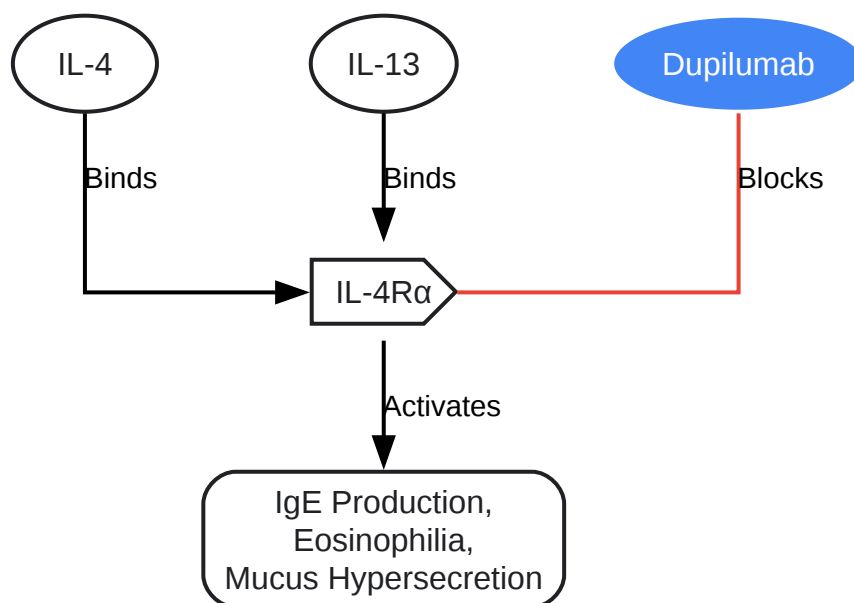 IL-4
IL-13
Dupilumab
Binds
Binds
Blocks
IL-4Rα
Activates
IgE Production,
Eosinophilia,
Mucus Hypersecretion